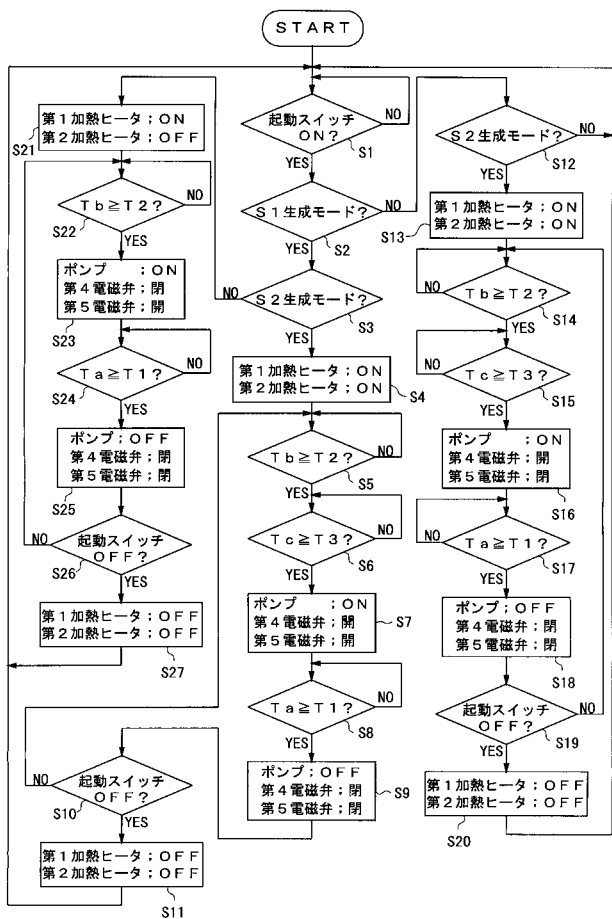 START
起動スイッチ
ON?
NO
S1
YES
S1生成モード?
NO
S2
YES
S2生成モード?
NO
S3
YES
第1加熱ヒータ;ON
第2加熱ヒータ;ON
S4
Tb≧T2?
NO
S5
YES
Tc≧T3?
NO
S6
YES
ポンプ ;ON
第4電磁弁;開
第5電磁弁;開
S7
Ta≧T1?
NO
S8
YES
ポンプ ;OFF
第4電磁弁;閉
第5電磁弁;閉
S9
起動スイッチ
OFF?
NO
S10
YES
第1加熱ヒータ;OFF
第2加熱ヒータ;OFF
S11
S2生成モード?
NO
S12
YES
第1加熱ヒータ;ON
第2加熱ヒータ;ON
S13
Tb≧T2?
NO
S14
YES
Tc≧T3?
NO
S15
YES
ポンプ ;ON
第4電磁弁;開
第5電磁弁;閉
S16
Ta≧T1?
NO
S17
YES
ポンプ ;OFF
第4電磁弁;閉
第5電磁弁;閉
S18
起動スイッチ
OFF?
NO
S19
YES
第1加熱ヒータ;OFF
第2加熱ヒータ;OFF
S20
第1加熱ヒータ;ON
第2加熱ヒータ;OFF
S21
Tb≧T2?
NO
S22
YES
ポンプ ;ON
第4電磁弁;閉
第5電磁弁;開
S23
Ta≧T1?
NO
S24
YES
ポンプ;OFF
第4電磁弁;閉
第5電磁弁;閉
S25
起動スイッチ
OFF?
NO
S26
YES
第1加熱ヒータ;OFF
第2加熱ヒータ;OFF
S27